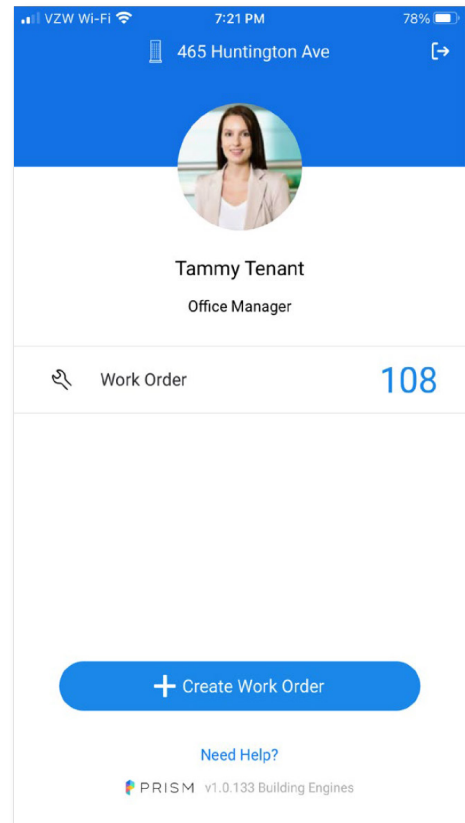 VZW Wi-Fi 7:21 PM 78%
465 Huntington Ave
Tammy Tenant
Office Manager
Work Order 108
Create Work Order
Need Help?
PRISM v1.0.133 Building Engines